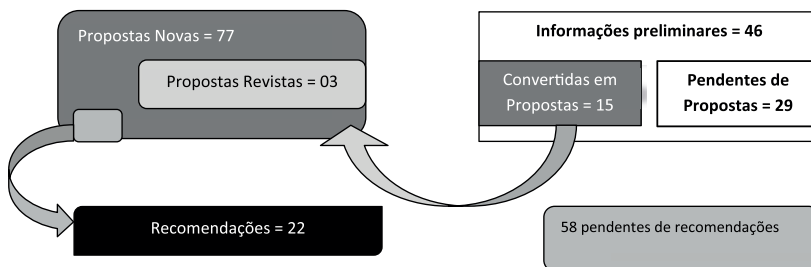 Propostas Novas = 77
Propostas Revistas = 03
Informações preliminares = 46
Convertidas em
Propostas = 15
Pendentes de
Propostas = 29
Recomendações = 22
58 pendentes de recomendações